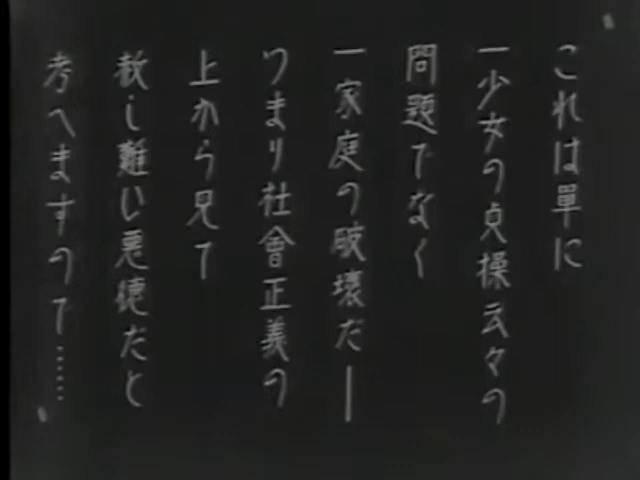 これは單に
一少女の貞操云々の
問題でなく
一家庭の破壊だ――
つまり社會正義の
上から見て
赦し難い悪徳だと
考へますので……